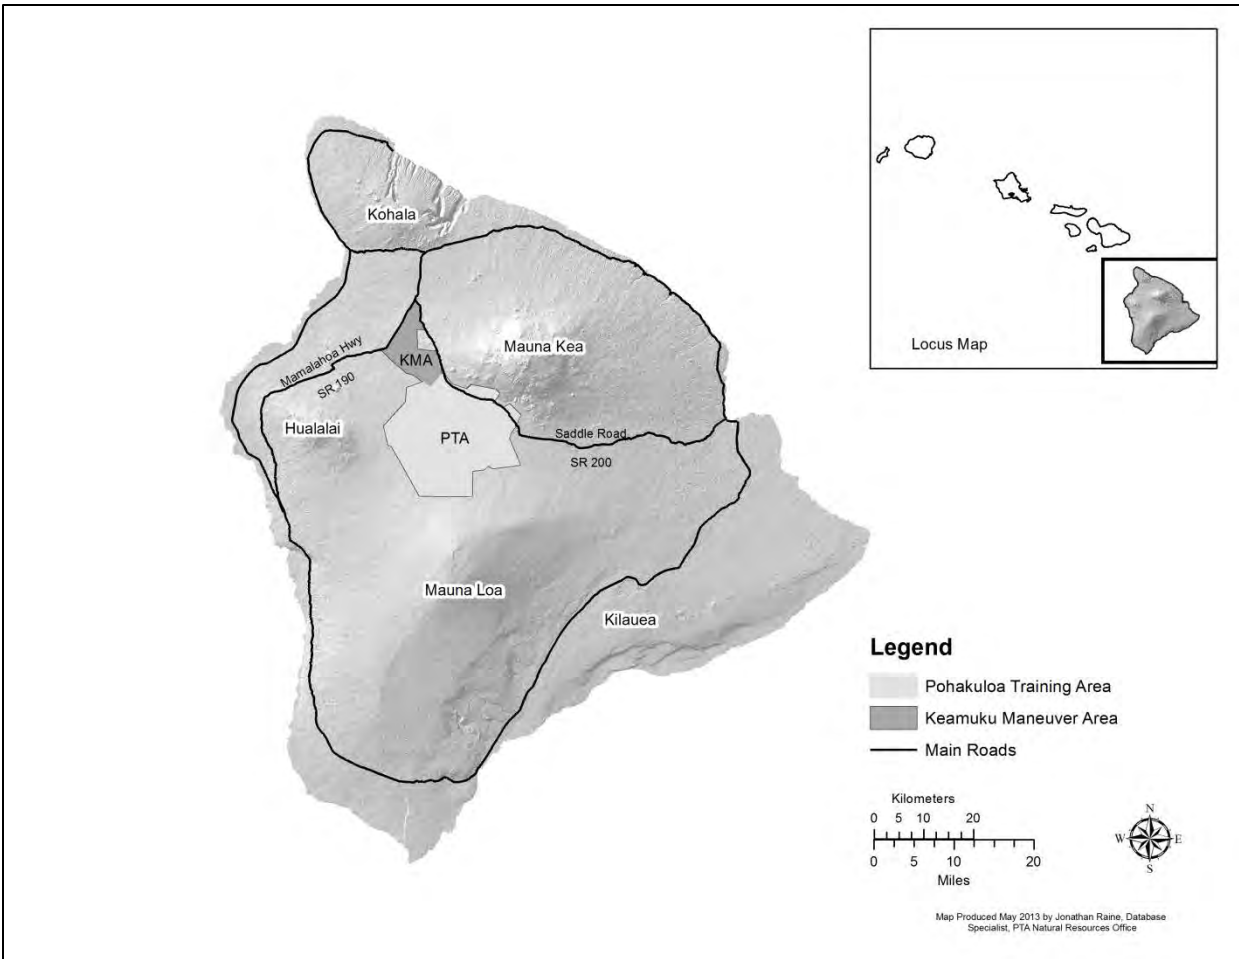 Kohala
Mauna Kea
Mamalahoa Hwy
KMA
SR 190
Hualalai
PTA
Saddle Road
SR 200
Mauna Loa
Kilauea
Locus Map
Legend
Pohakuloa Training Area
Keamuku Maneuver Area
Main Roads
Kilometers
0 5 10 20
0 5 10 20
Miles
N
W E
S
Map Produced May 2013 by Jonathan Raine, Database
Specialist, PTA Natural Resources Office